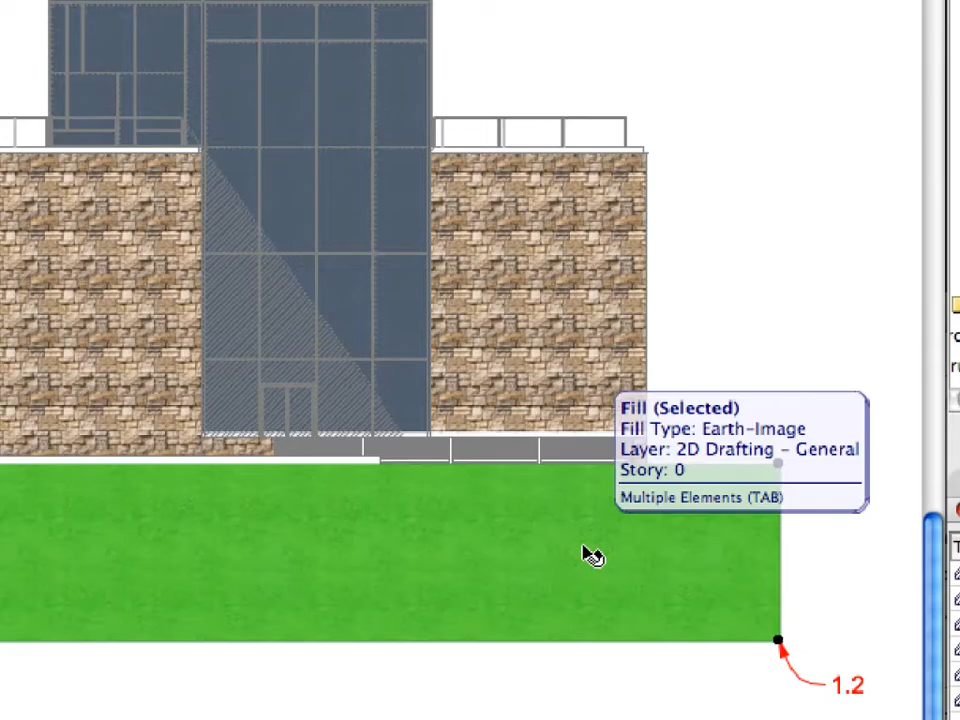 Fill (Selected)
Fill Type: Earth-Image
Layer: 2D Drafting - General
Story: 0
Multiple Elements (TAB)
1.2